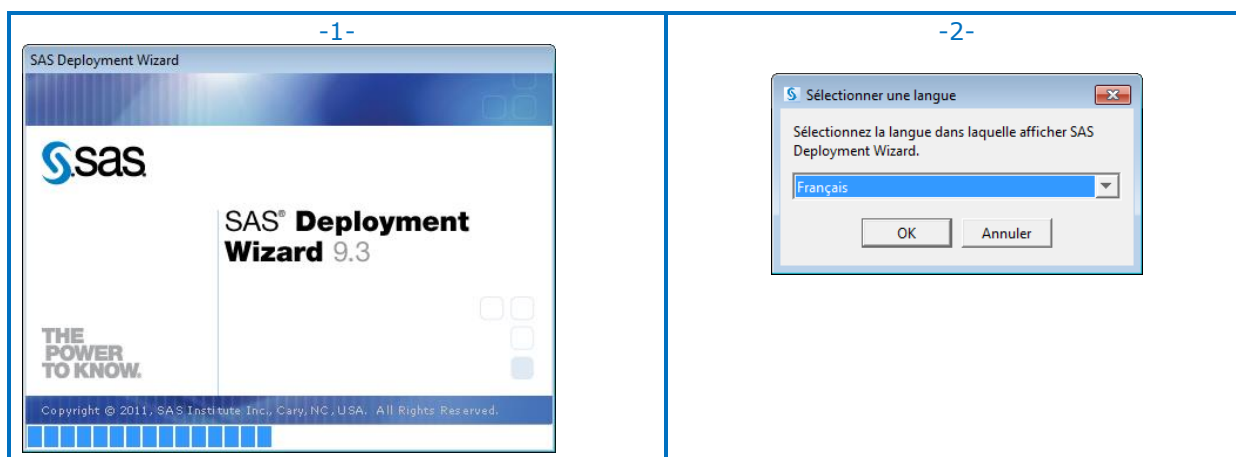 -1-
SAS Deployment Wizard
sas
SAS® Deployment
Wizard 9.3
THE
POWER
TO KNOW.
Copyright © 2011, SAS Institute Inc., Cary, NC, USA. All Rights Reserved.
-2-
Sélectionner une langue
Sélectionnez la langue dans laquelle afficher SAS
Deployment Wizard.
Français
OK
Annuler